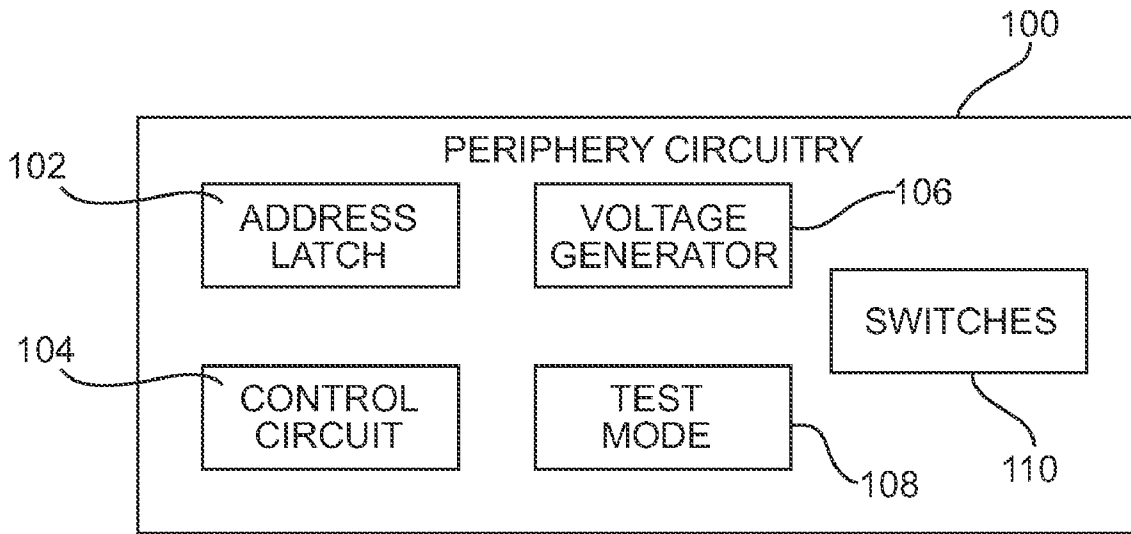 100
PERIPHERY CIRCUITRY
102
ADDRESS
LATCH
VOLTAGE
GENERATOR
106
SWITCHES
104
CONTROL
CIRCUIT
TEST
MODE
108
110